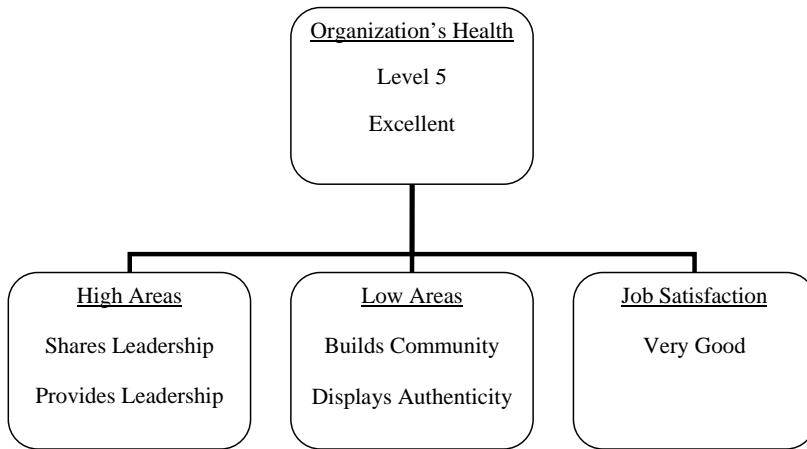 Organization’s Health
Level 5
Excellent
High Areas
Shares Leadership
Provides Leadership
Low Areas
Builds Community
Displays Authenticity
Job Satisfaction
Very Good